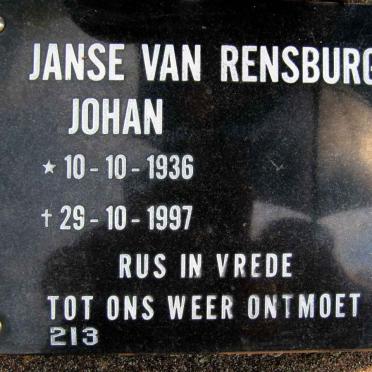 JANSE VAN RENSBURG
JOHAN
★ 10-10-1936
† 29-10-1997
RUS IN VREDE
TOT ONS WEER ONTMOET
213